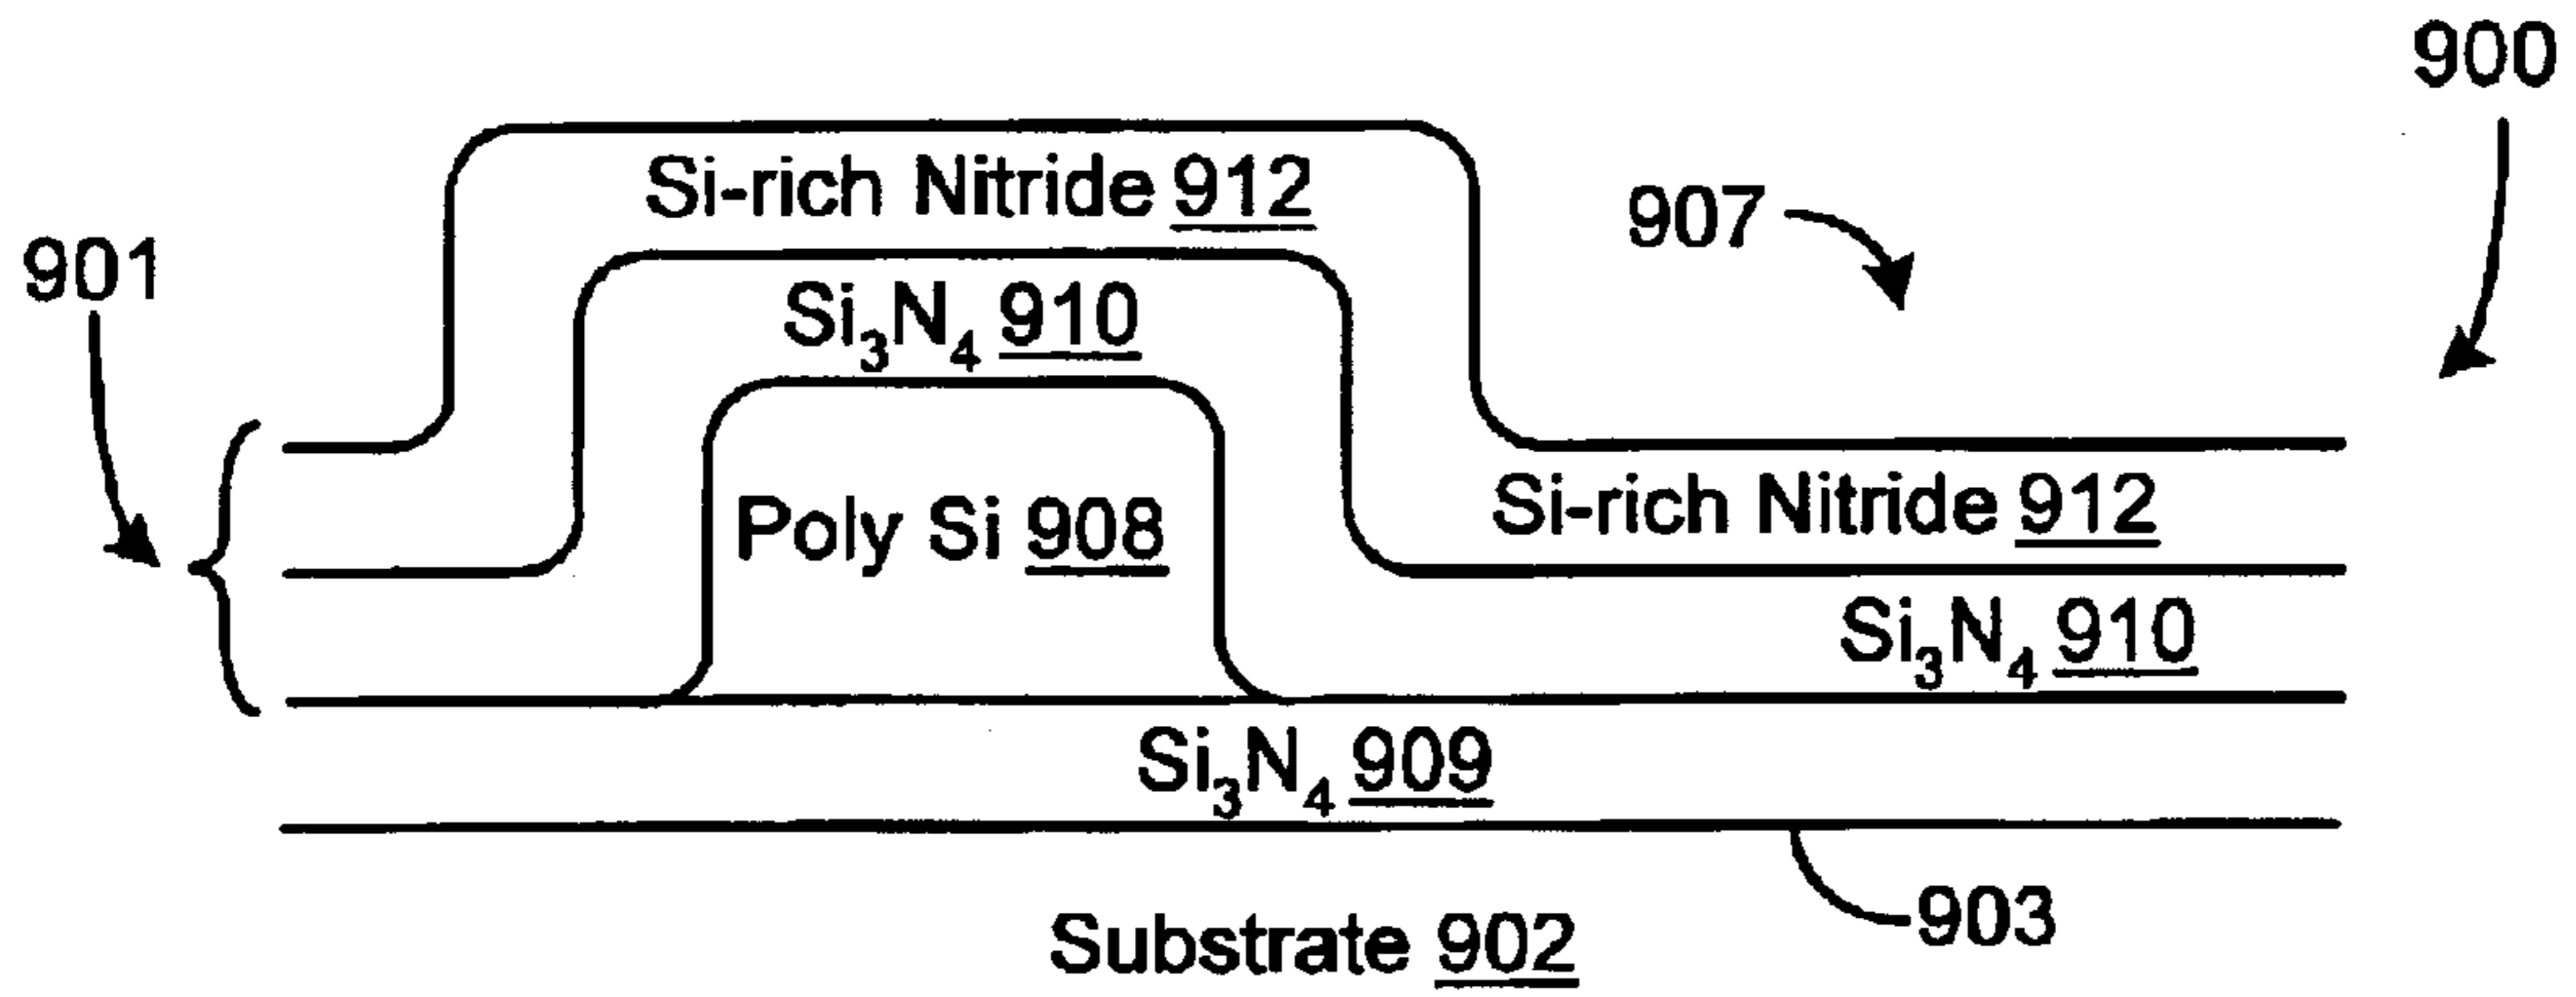 900
Si-rich Nitride 912
907
901
Si₃N₄ 910
Poly Si 908
Si-rich Nitride 912
Si₃N₄ 910
Si₃N₄ 909
903
Substrate 902